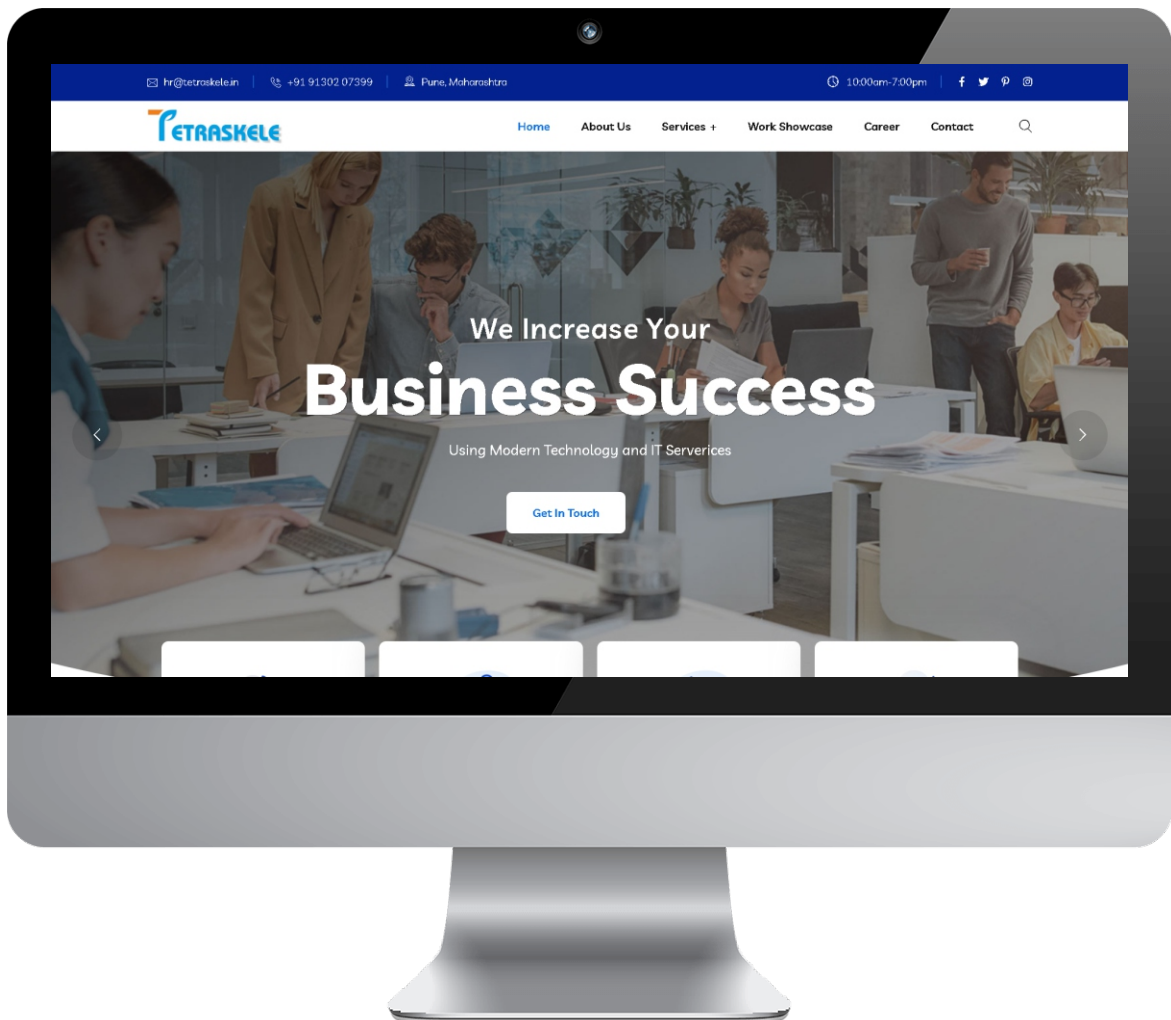 hr@tetraskele.in +91 91302 07399 Pune, Maharashtra 10:00am-7:00pm
TETRASKELE Home About Us Services + Work Showcase Career Contact
We Increase Your
Business Success
Using Modern Technology and IT Serverices
Get In Touch